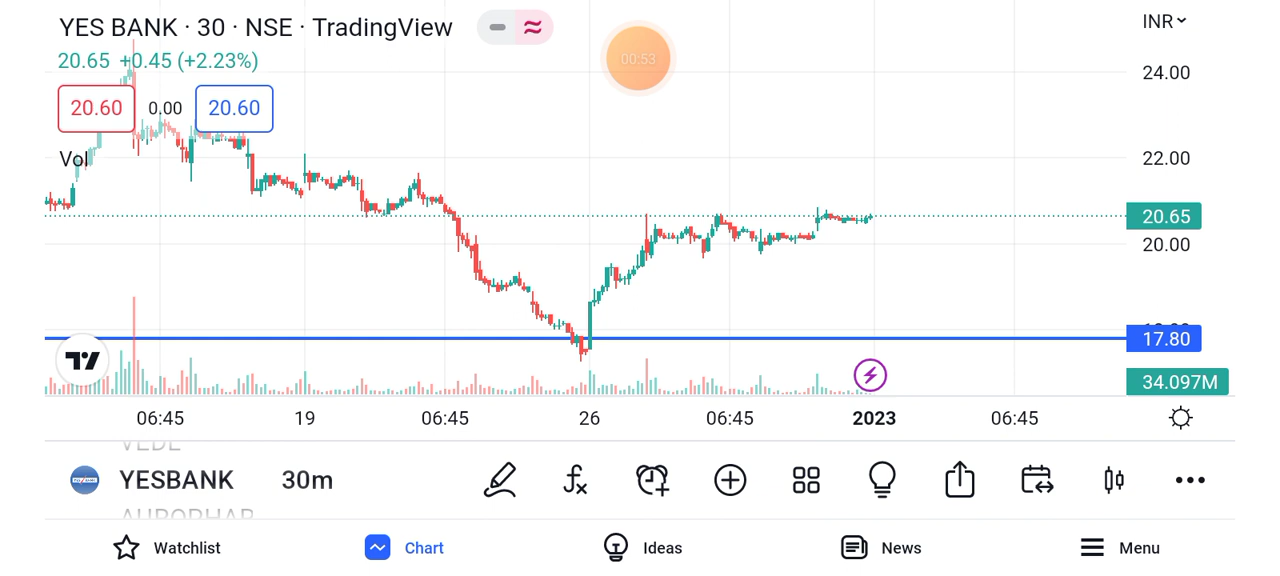 YES BANK · 30 · NSE · TradingView
INR
20.65 +0.45 (+2.23%)
00:53
24.00
20.60 0.00 20.60
Vol
22.00
20.65
20.00
17.80
34.097M
06:45 19 06:45 26 06:45 2023 06:45
YESBANK 30m
Watchlist Chart Ideas News Menu